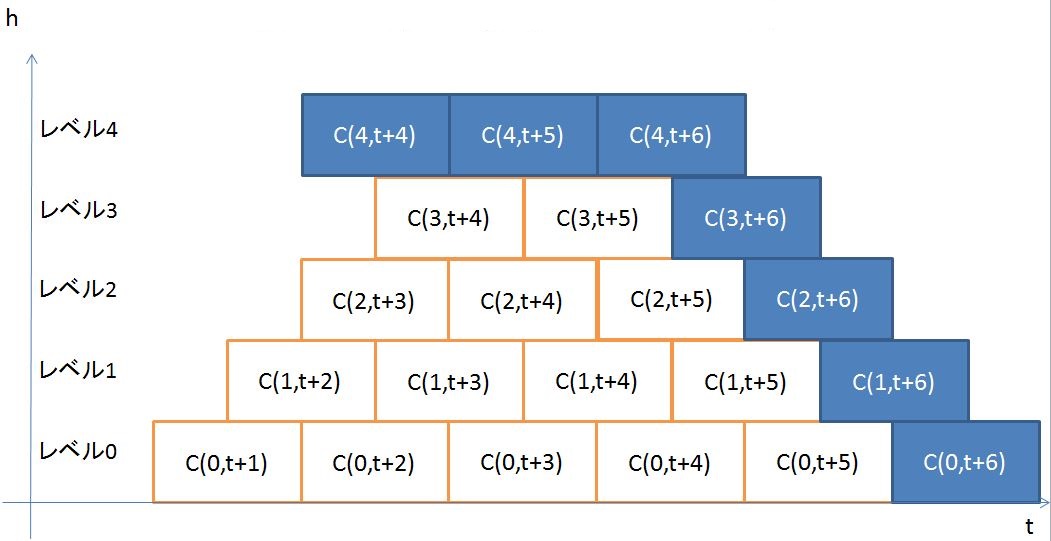 h
レベル4
C(4,t+4) C(4,t+5) C(4,t+6)
レベル3
C(3,t+4) C(3,t+5) C(3,t+6)
レベル2
C(2,t+3) C(2,t+4) C(2,t+5) C(2,t+6)
レベル1
C(1,t+2) C(1,t+3) C(1,t+4) C(1,t+5) C(1,t+6)
レベル0
C(0,t+1) C(0,t+2) C(0,t+3) C(0,t+4) C(0,t+5) C(0,t+6)
t